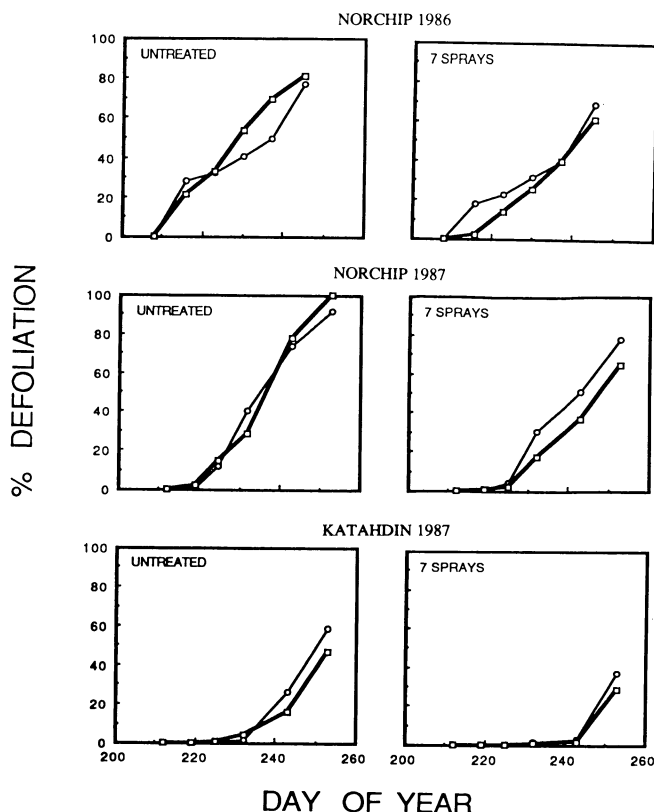 NORCHIP 1986
UNTREATED
7 SPRAYS
100
80
60
40
20
0
NORCHIP 1987
UNTREATED
7 SPRAYS
100
80
60
40
20
0
% DEFOLIATION
KATAHDIN 1987
UNTREATED
7 SPRAYS
100
80
60
40
20
0
200 220 240 260 200 220 240 260
DAY OF YEAR